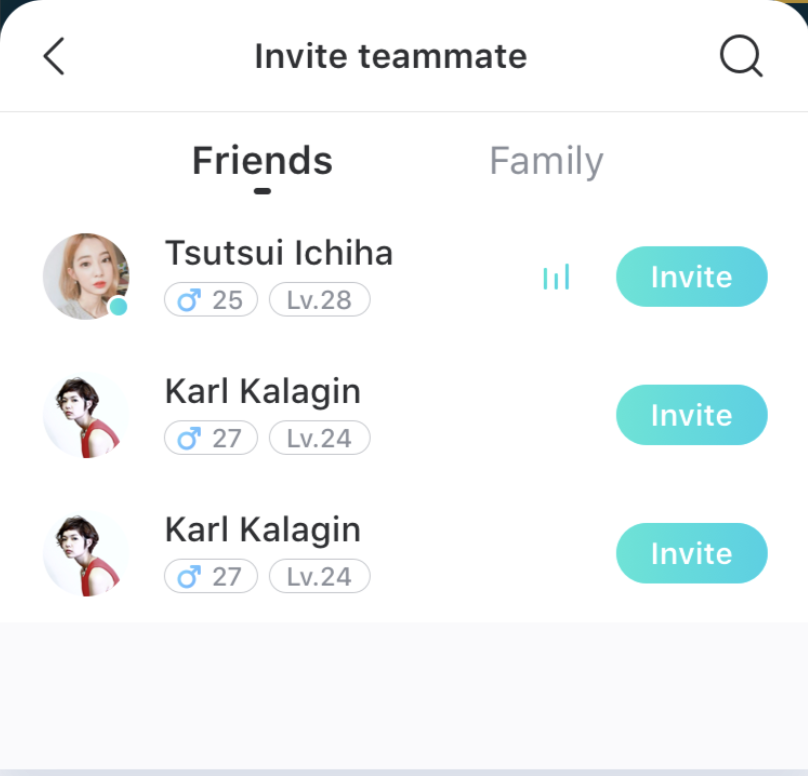 Invite teammate
Friends Family
Tsutsui Ichiha
25 Lv.28
Invite
Karl Kalagin
27 Lv.24
Invite
Karl Kalagin
27 Lv.24
Invite